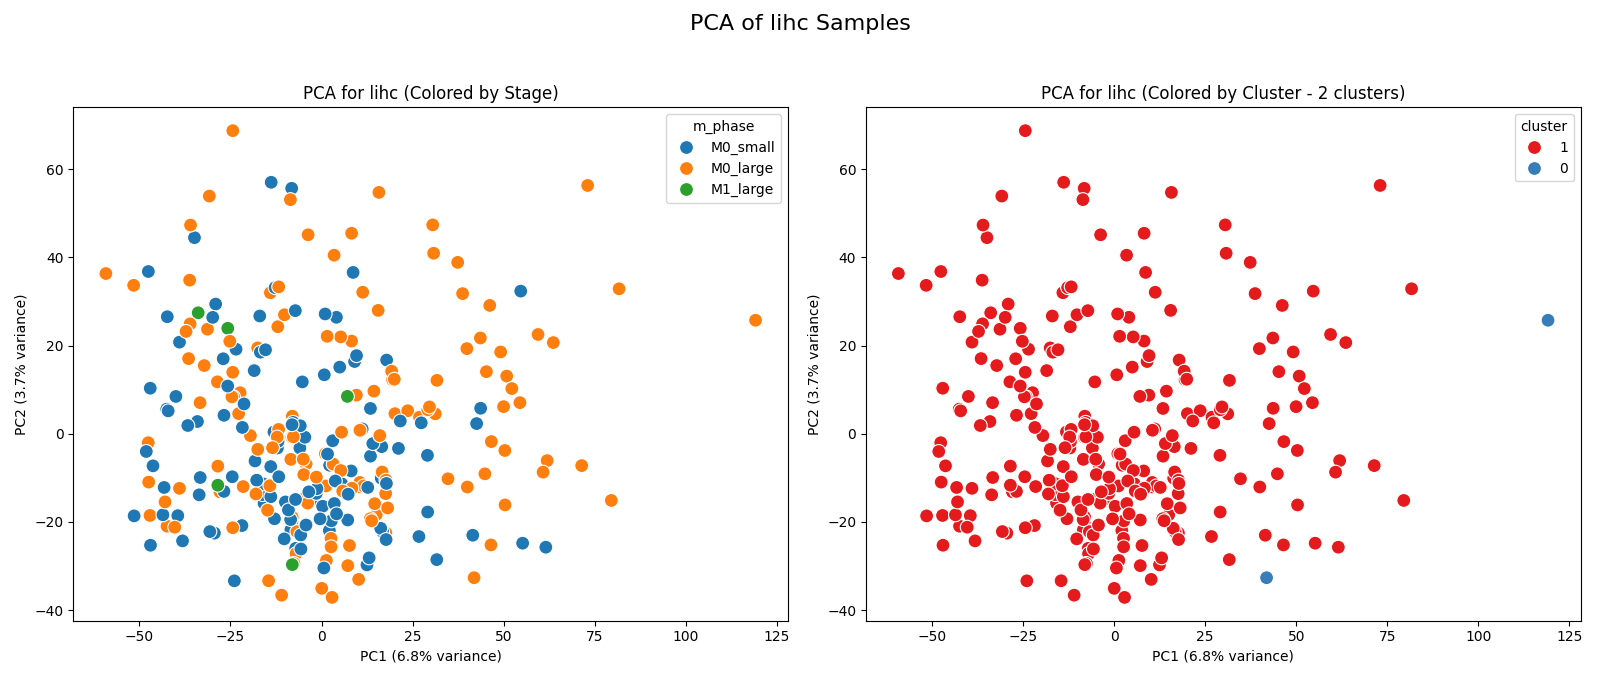 PCA of lihc Samples
PCA for lihc (Colored by Stage)
m_phase
M0_small
M0_large
M1_large
60
40
20
0
−20
−40
PC2 (3.7% variance)
−50
−25
0
25
50
75
100
125
PC1 (6.8% variance)
PCA for lihc (Colored by Cluster - 2 clusters)
cluster
1
0
60
40
20
0
−20
−40
PC2 (3.7% variance)
−50
−25
0
25
50
75
100
125
PC1 (6.8% variance)